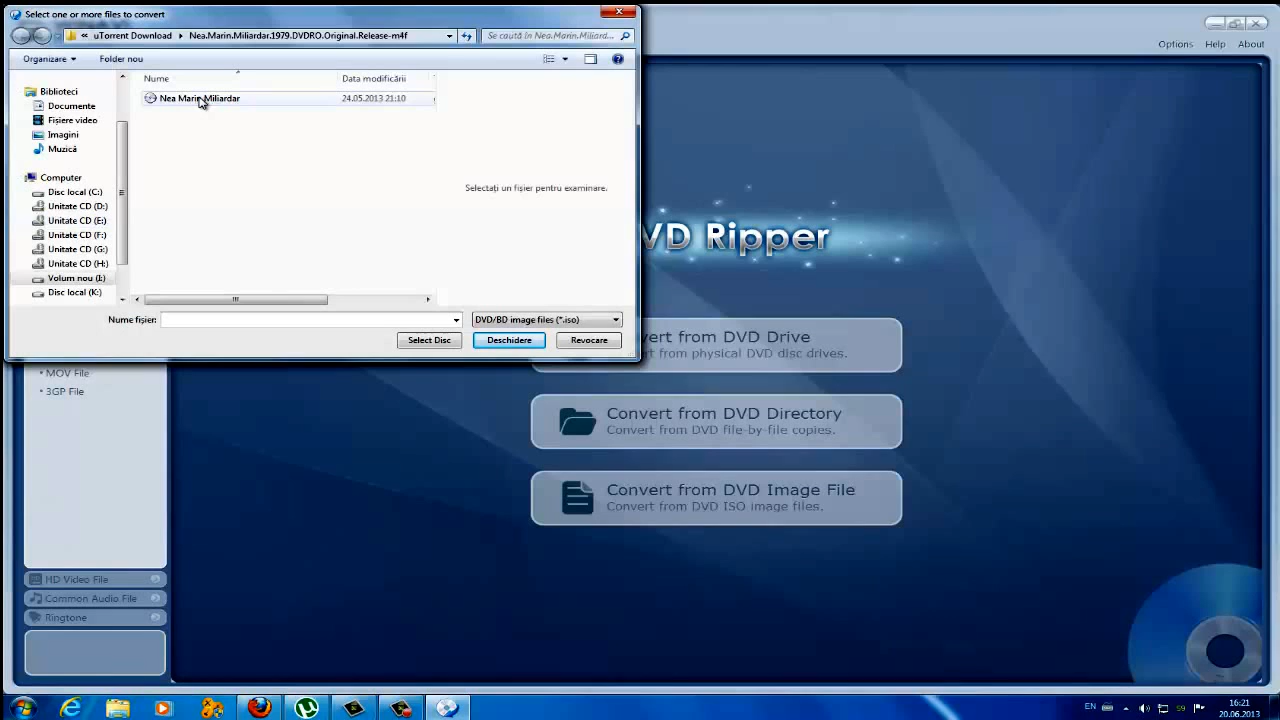 Select one or more files to convert
« uTorrent Download ▸ Nea.Marin.Miliardar.1979.DVDRO.Original.Release-m4f
Se caută în Nea.Marin.Miliard...
Organizare
Folder nou
Options Help About
Nume
Data modificării
Nea Marin Miliardar
24.05.2013 21:10
Biblioteci
Documente
Fișiere video
Imagini
Muzică
Computer
Disc local (C:)
Unitate CD (D:)
Unitate CD (E:)
Unitate CD (F:)
Unitate CD (G:)
Unitate CD (H:)
Volum nou (I:)
Disc local (K:)
Selectați un fișier pentru examinare.
Nume fișier:
DVD/BD image files (*.iso)
Select Disc
Deschidere
Revocare
VD Ripper
vert from DVD Drive
vert from physical DVD disc drives.
Convert from DVD Directory
Convert from DVD file-by-file copies.
Convert from DVD Image File
Convert from DVD ISO image files.
• MOV File
• 3GP File
HD Video File
Common Audio File
Ringtone
EN
59
16:21
20.06.2013